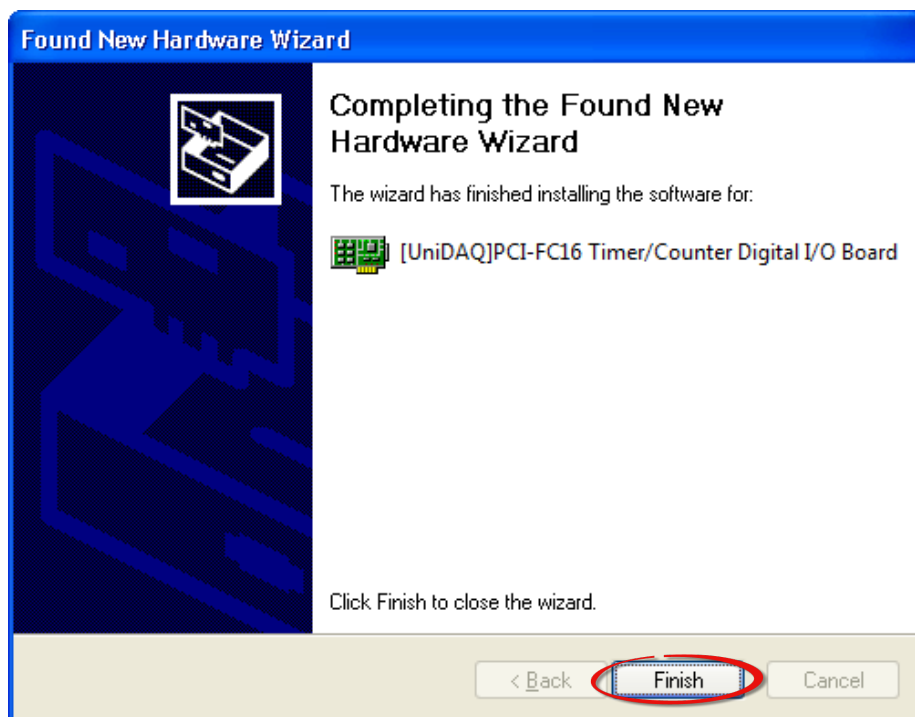 Found New Hardware Wizard
Completing the Found New
Hardware Wizard
The wizard has finished installing the software for:
[UniDAQ]PCI-FC16 Timer/Counter Digital I/O Board
Click Finish to close the wizard.
< Back Finish Cancel